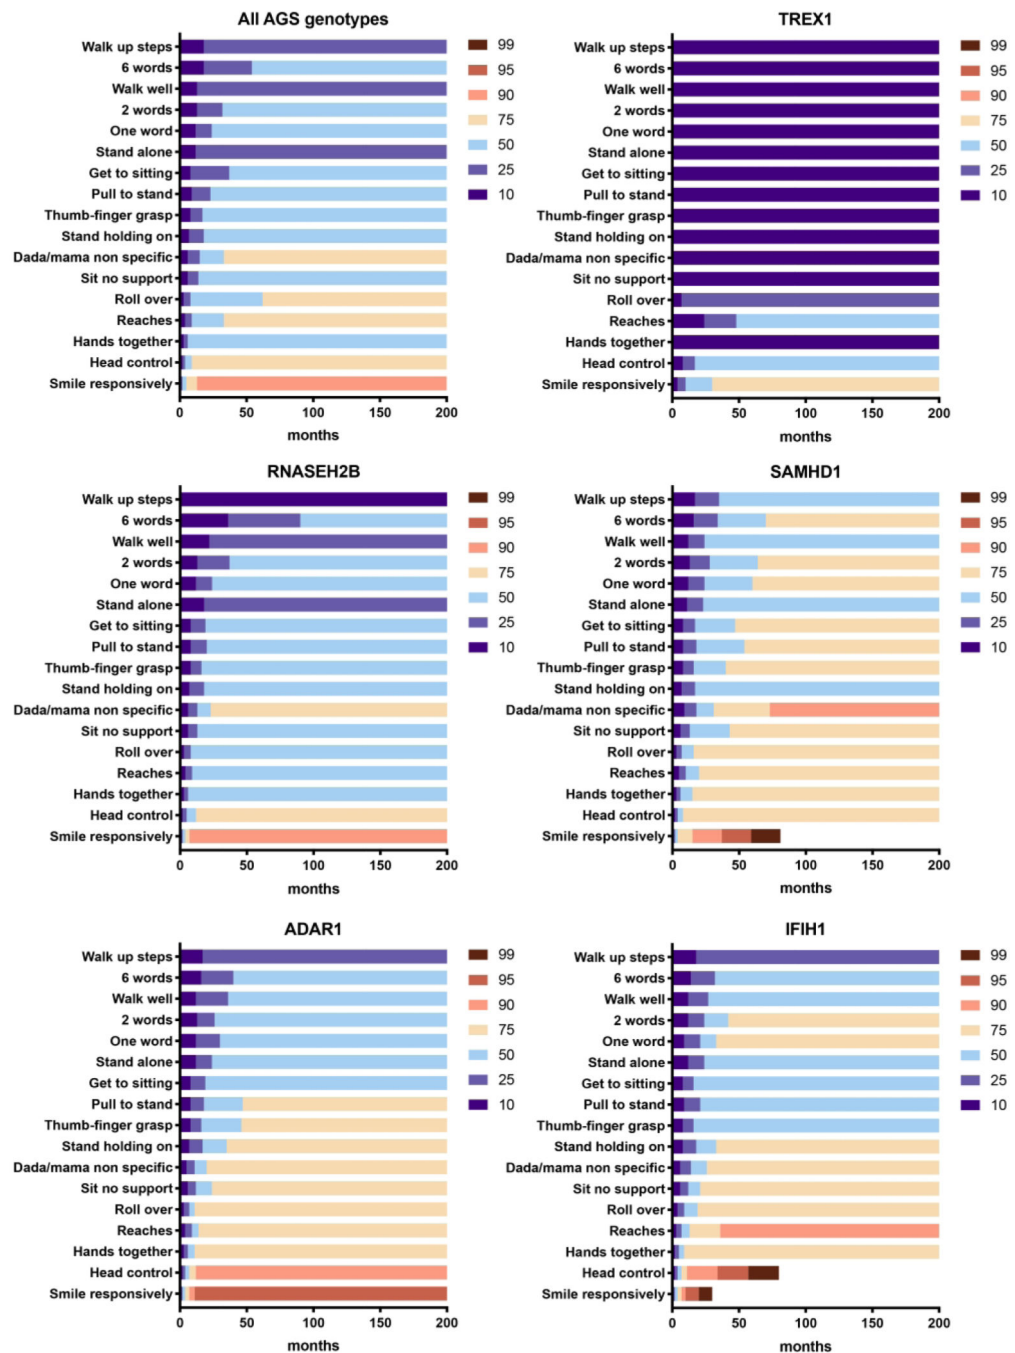 All AGS genotypes
Walk up steps
6 words
Walk well
2 words
One word
Stand alone
Get to sitting
Pull to stand
Thumb-finger grasp
Stand holding on
Dada/mama non specific
Sit no support
Roll over
Reaches
Hands together
Head control
Smile responsively
0 50 100 150 200
months
99
95
90
75
50
25
10
TREX1
Walk up steps
6 words
Walk well
2 words
One word
Stand alone
Get to sitting
Pull to stand
Thumb-finger grasp
Stand holding on
Dada/mama non specific
Sit no support
Roll over
Reaches
Hands together
Head control
Smile responsively
0 50 100 150 200
months
99
95
90
75
50
25
10
RNASEH2B
Walk up steps
6 words
Walk well
2 words
One word
Stand alone
Get to sitting
Pull to stand
Thumb-finger grasp
Stand holding on
Dada/mama non specific
Sit no support
Roll over
Reaches
Hands together
Head control
Smile responsively
0 50 100 150 200
months
99
95
90
75
50
25
10
SAMHD1
Walk up steps
6 words
Walk well
2 words
One word
Stand alone
Get to sitting
Pull to stand
Thumb-finger grasp
Stand holding on
Dada/mama non specific
Sit no support
Roll over
Reaches
Hands together
Head control
Smile responsively
0 50 100 150 200
months
99
95
90
75
50
25
10
ADAR1
Walk up steps
6 words
Walk well
2 words
One word
Stand alone
Get to sitting
Pull to stand
Thumb-finger grasp
Stand holding on
Dada/mama non specific
Sit no support
Roll over
Reaches
Hands together
Head control
Smile responsively
0 50 100 150 200
months
99
95
90
75
50
25
10
IFIH1
Walk up steps
6 words
Walk well
2 words
One word
Stand alone
Get to sitting
Pull to stand
Thumb-finger grasp
Stand holding on
Dada/mama non specific
Sit no support
Roll over
Reaches
Hands together
Head control
Smile responsively
0 50 100 150 200
months
99
95
90
75
50
25
10